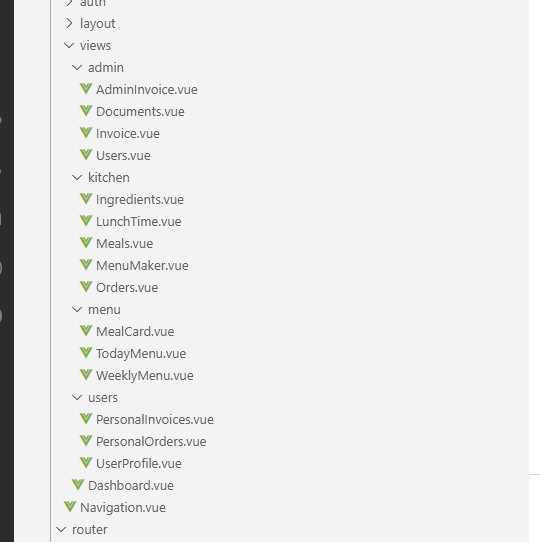 auth
layout
views
admin
AdminInvoice.vue
Documents.vue
Invoice.vue
Users.vue
kitchen
Ingredients.vue
LunchTime.vue
Meals.vue
MenuMaker.vue
Orders.vue
menu
MealCard.vue
TodayMenu.vue
WeeklyMenu.vue
users
PersonalInvoices.vue
PersonalOrders.vue
UserProfile.vue
Dashboard.vue
Navigation.vue
router